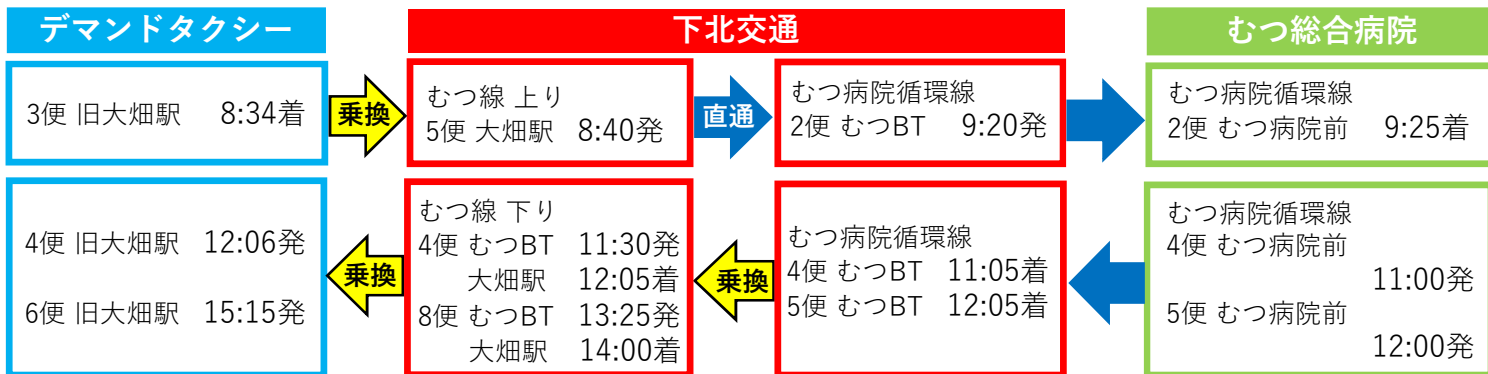 デマンドタクシー
下北交通
むつ総合病院
3便 旧大畑駅 8:34着
乗換
むつ線 上り
5便 大畑駅 8:40発
直通
むつ病院循環線
2便 むつBT 9:20発
むつ病院循環線
2便 むつ病院前 9:25着
4便 旧大畑駅 12:06発
6便 旧大畑駅 15:15発
乗換
むつ線 下り
4便 むつBT 11:30発
大畑駅 12:05着
8便 むつBT 13:25発
大畑駅 14:00着
乗換
むつ病院循環線
4便 むつBT 11:05着
5便 むつBT 12:05着
むつ病院循環線
4便 むつ病院前
11:00発
5便 むつ病院前
12:00発